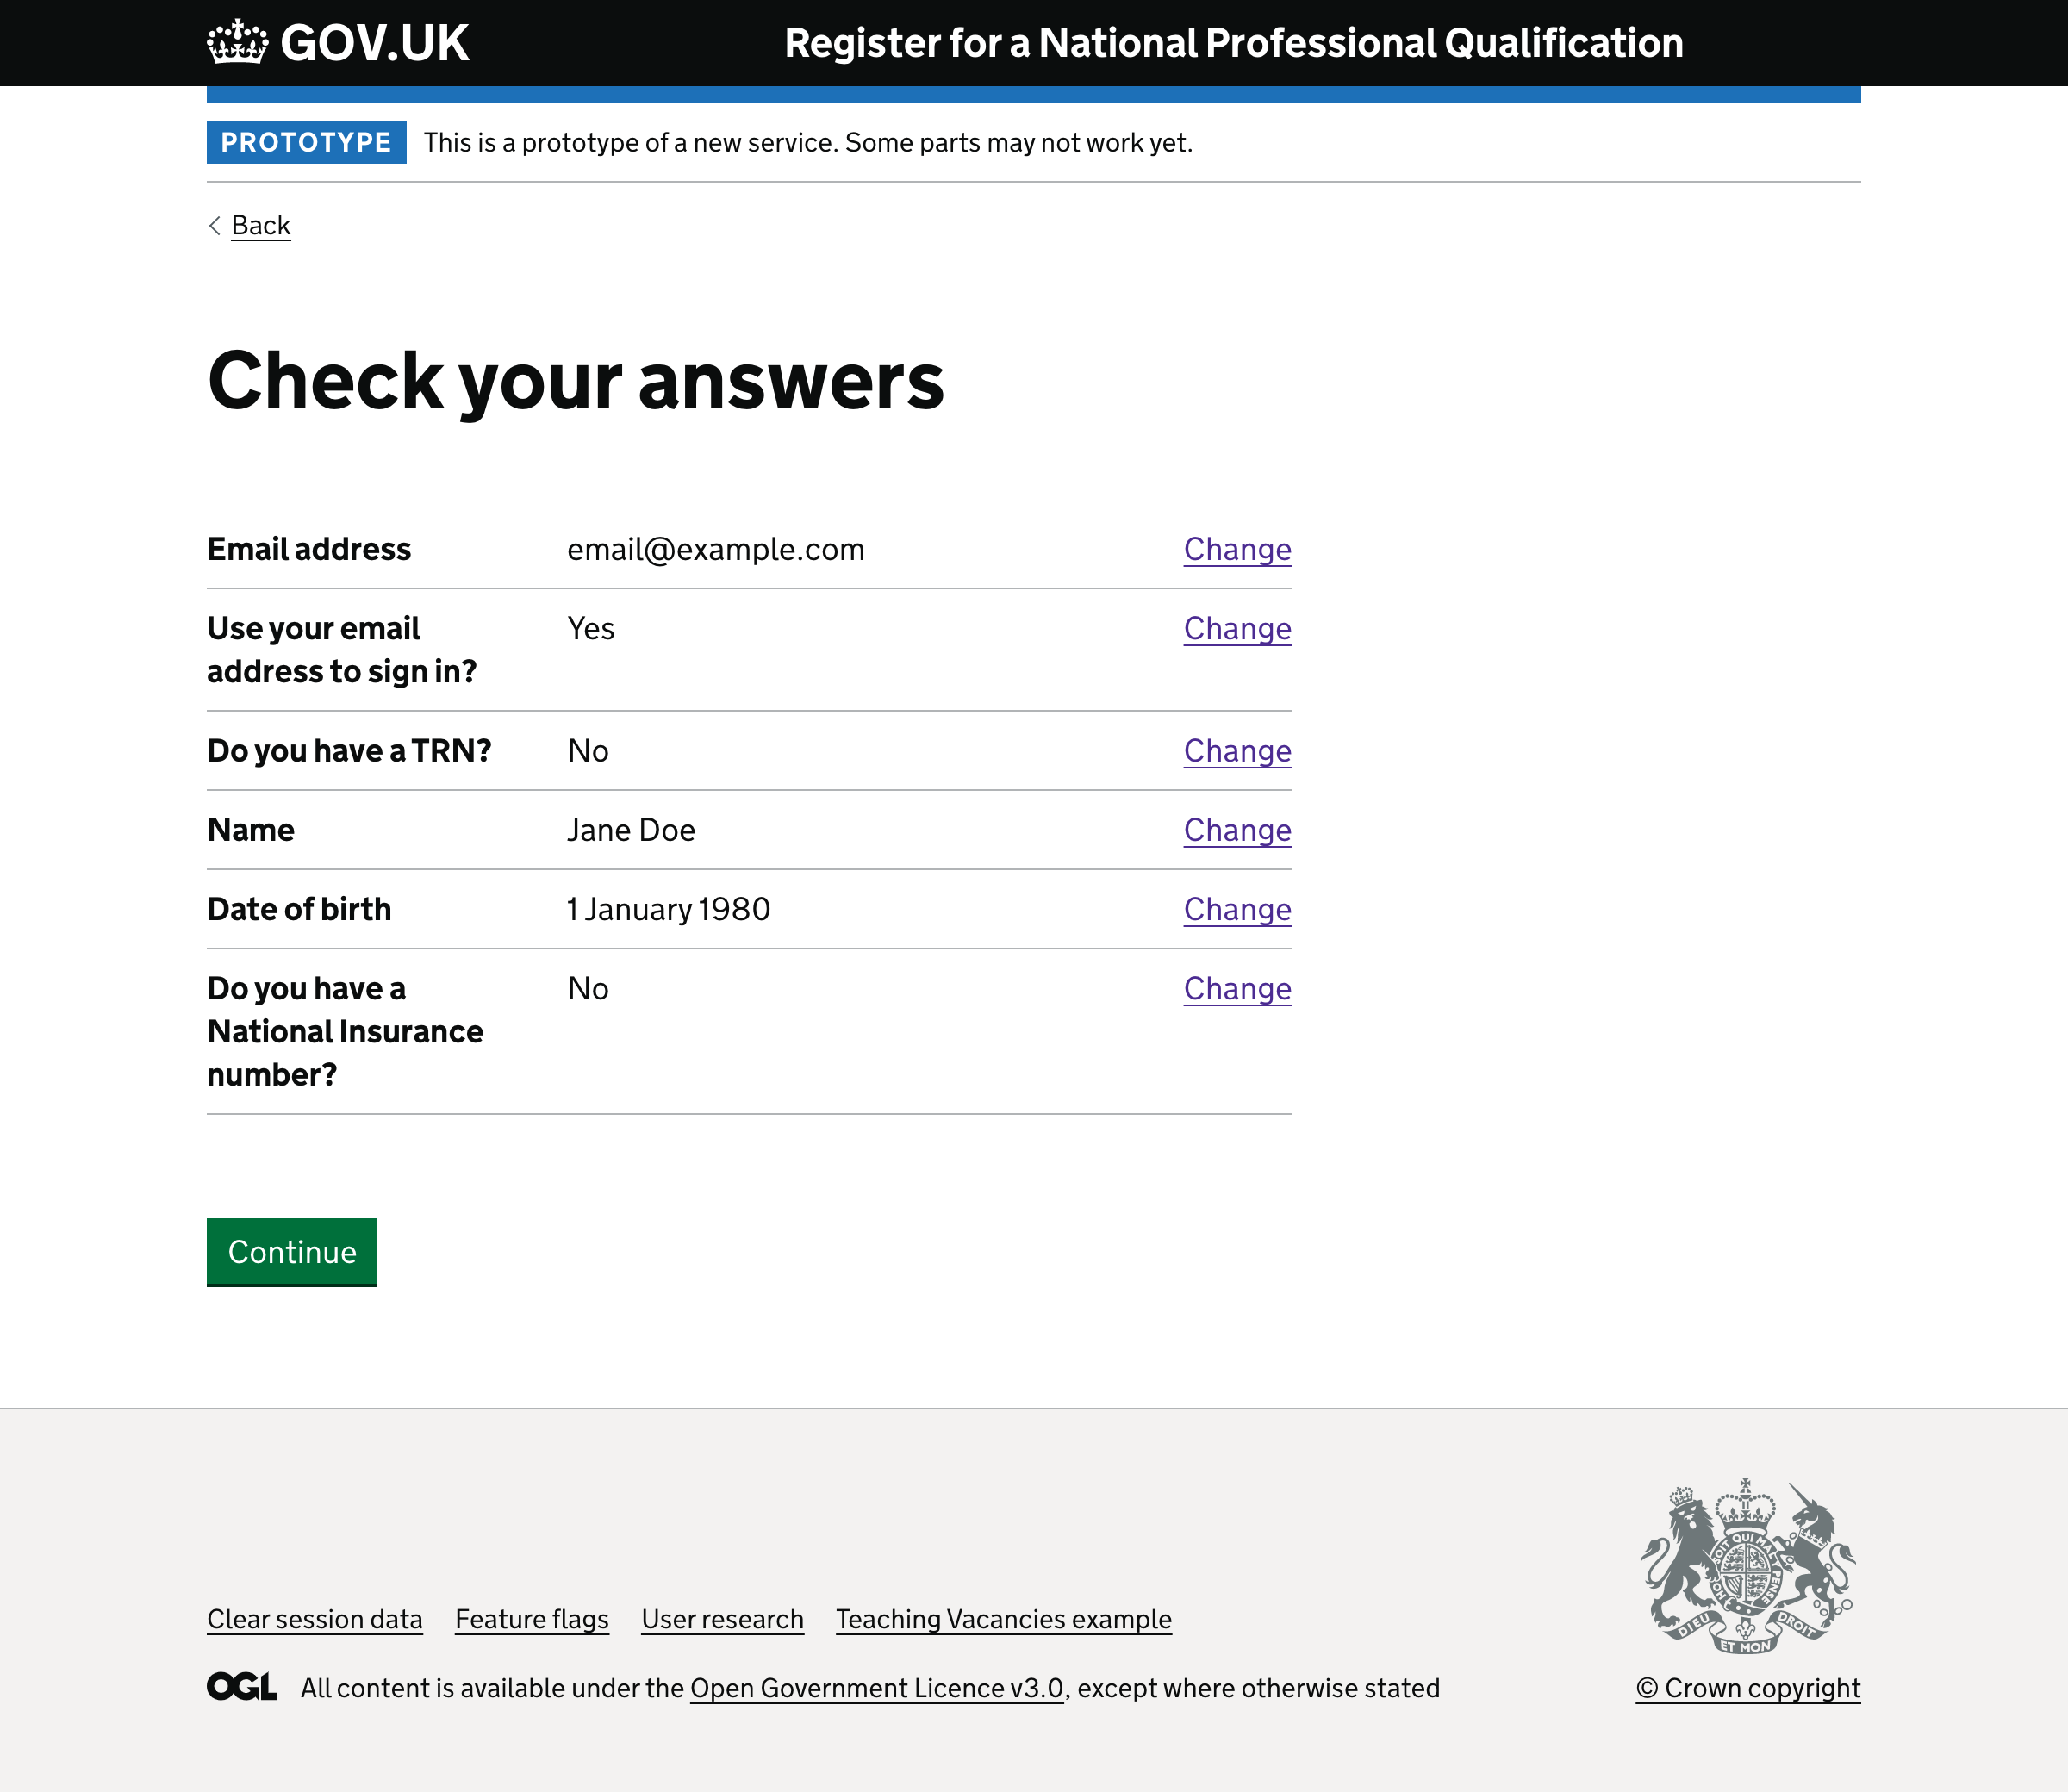 GOV.UK
Register for a National Professional Qualification
PROTOTYPE This is a prototype of a new service. Some parts may not work yet.
Back
Check your answers
Email address email@example.com Change
Use your email Yes Change
address to sign in?
Do you have a TRN? No Change
Name Jane Doe Change
Date of birth 1 January 1980 Change
Do you have a No Change
National Insurance
number?
Continue
Clear session data Feature flags User research Teaching Vacancies example
OGL All content is available under the Open Government Licence v3.0, except where otherwise stated
DIEU ET MON DROIT
© Crown copyright